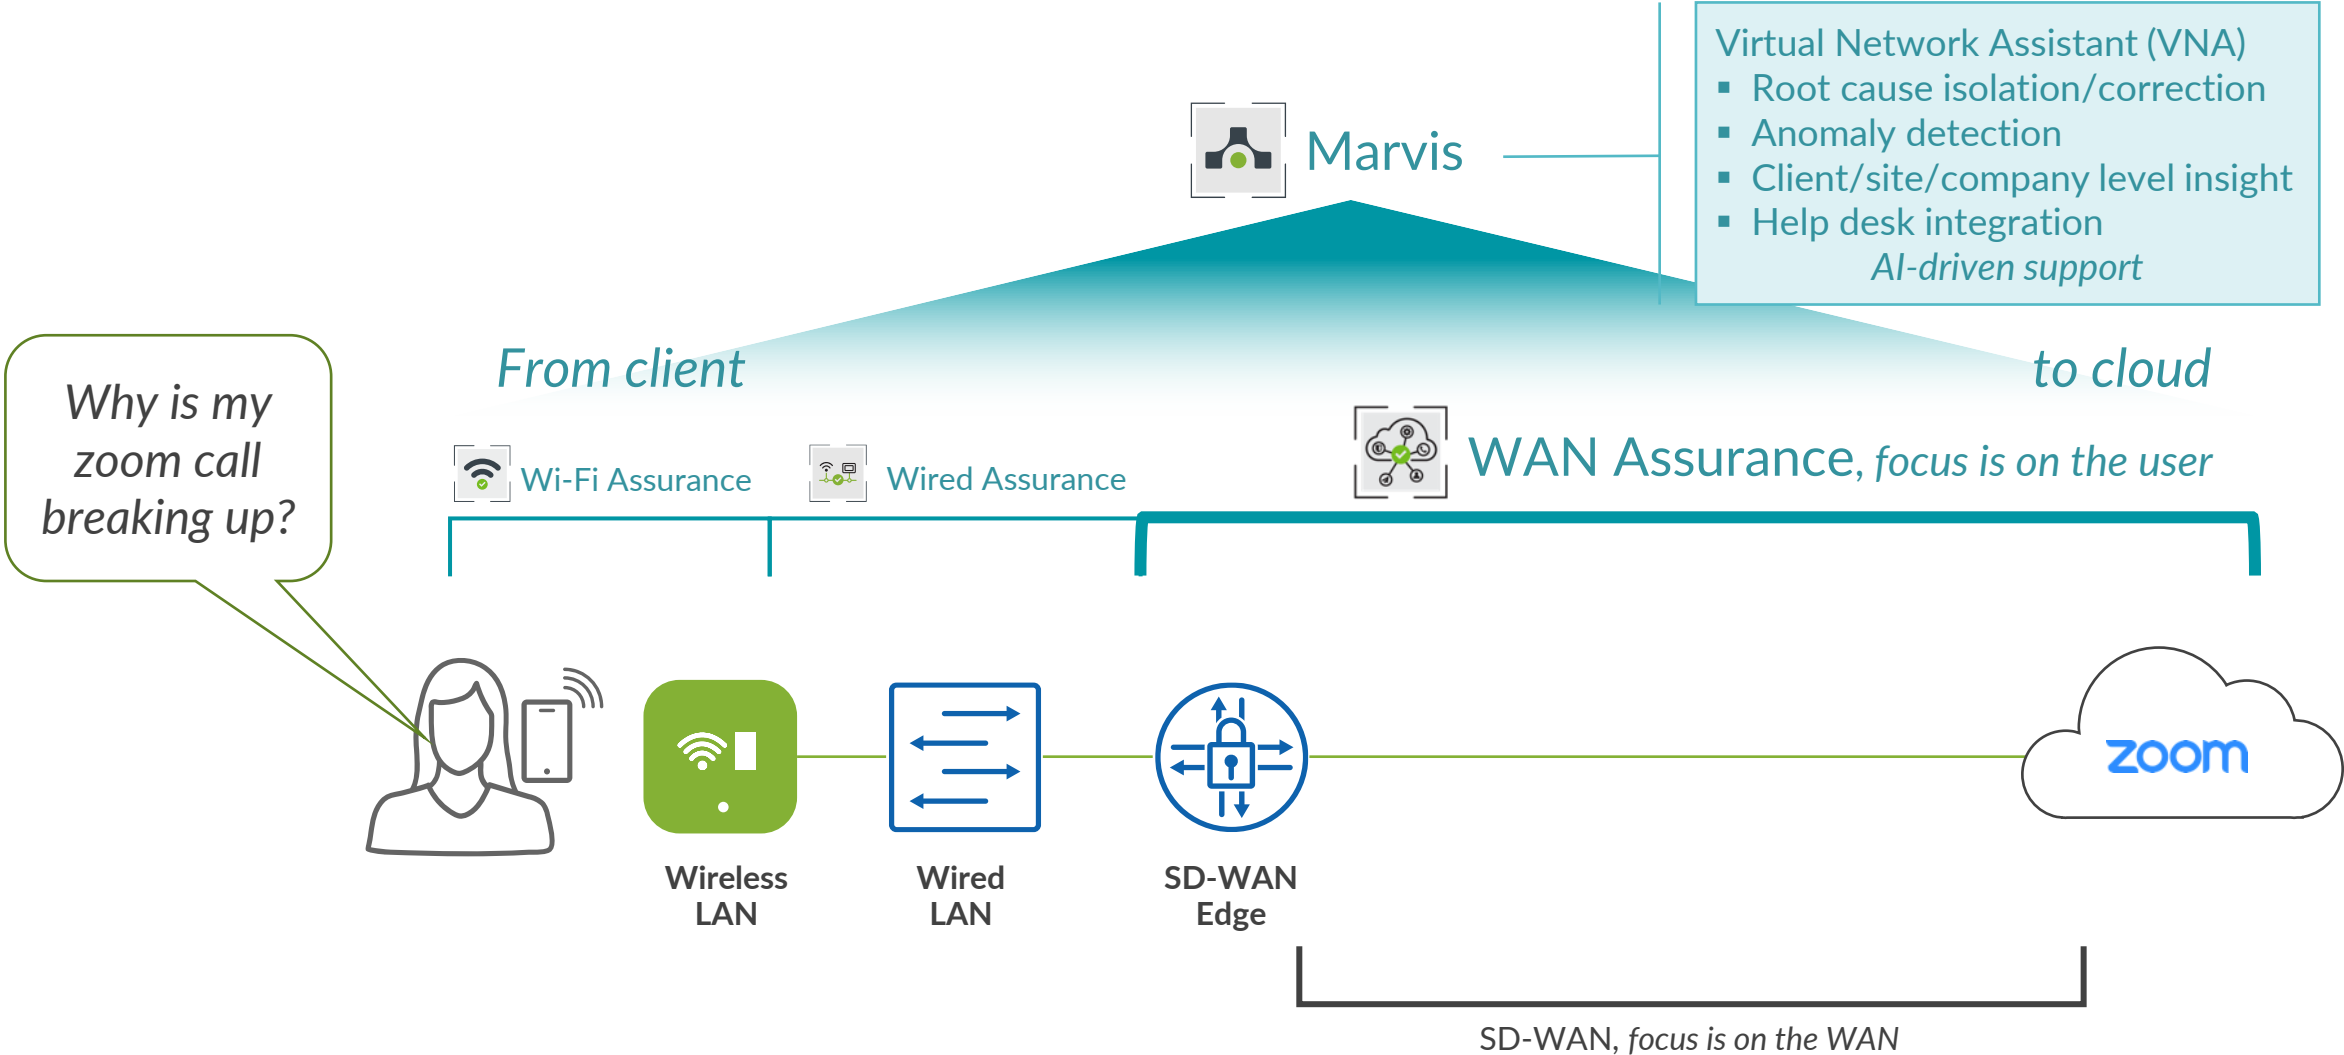 Virtual Network Assistant (VNA)
▪ Root cause isolation/correction
▪ Anomaly detection
▪ Client/site/company level insight
▪ Help desk integration
AI-driven support
Marvis
From client
to cloud
Why is my
zoom call
breaking up?
Wi-Fi Assurance
Wired Assurance
WAN Assurance, focus is on the user
zoom
Wireless
LAN
Wired
LAN
SD-WAN
Edge
SD-WAN, focus is on the WAN